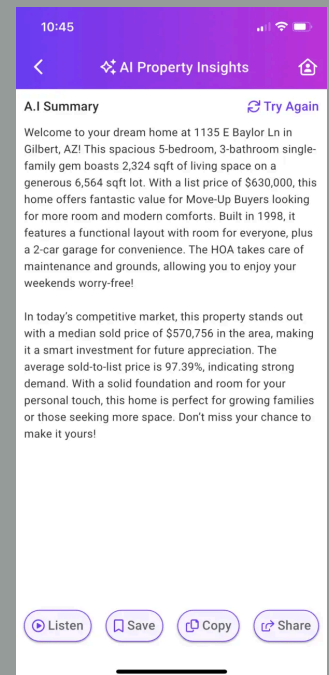 10:45
AI Property Insights
A.I Summary
Try Again
Welcome to your dream home at 1135 E Baylor Ln in
Gilbert, AZ! This spacious 5-bedroom, 3-bathroom single-
family gem boasts 2,324 sqft of living space on a
generous 6,564 sqft lot. With a list price of $630,000, this
home offers fantastic value for Move-Up Buyers looking
for more room and modern comforts. Built in 1998, it
features a functional layout with room for everyone, plus
a 2-car garage for convenience. The HOA takes care of
maintenance and grounds, allowing you to enjoy your
weekends worry-free!
In today’s competitive market, this property stands out
with a median sold price of $570,756 in the area, making
it a smart investment for future appreciation. The
average sold-to-list price is 97.39%, indicating strong
demand. With a solid foundation and room for your
personal touch, this home is perfect for growing families
or those seeking more space. Don’t miss your chance to
make it yours!
Listen
Save
Copy
Share